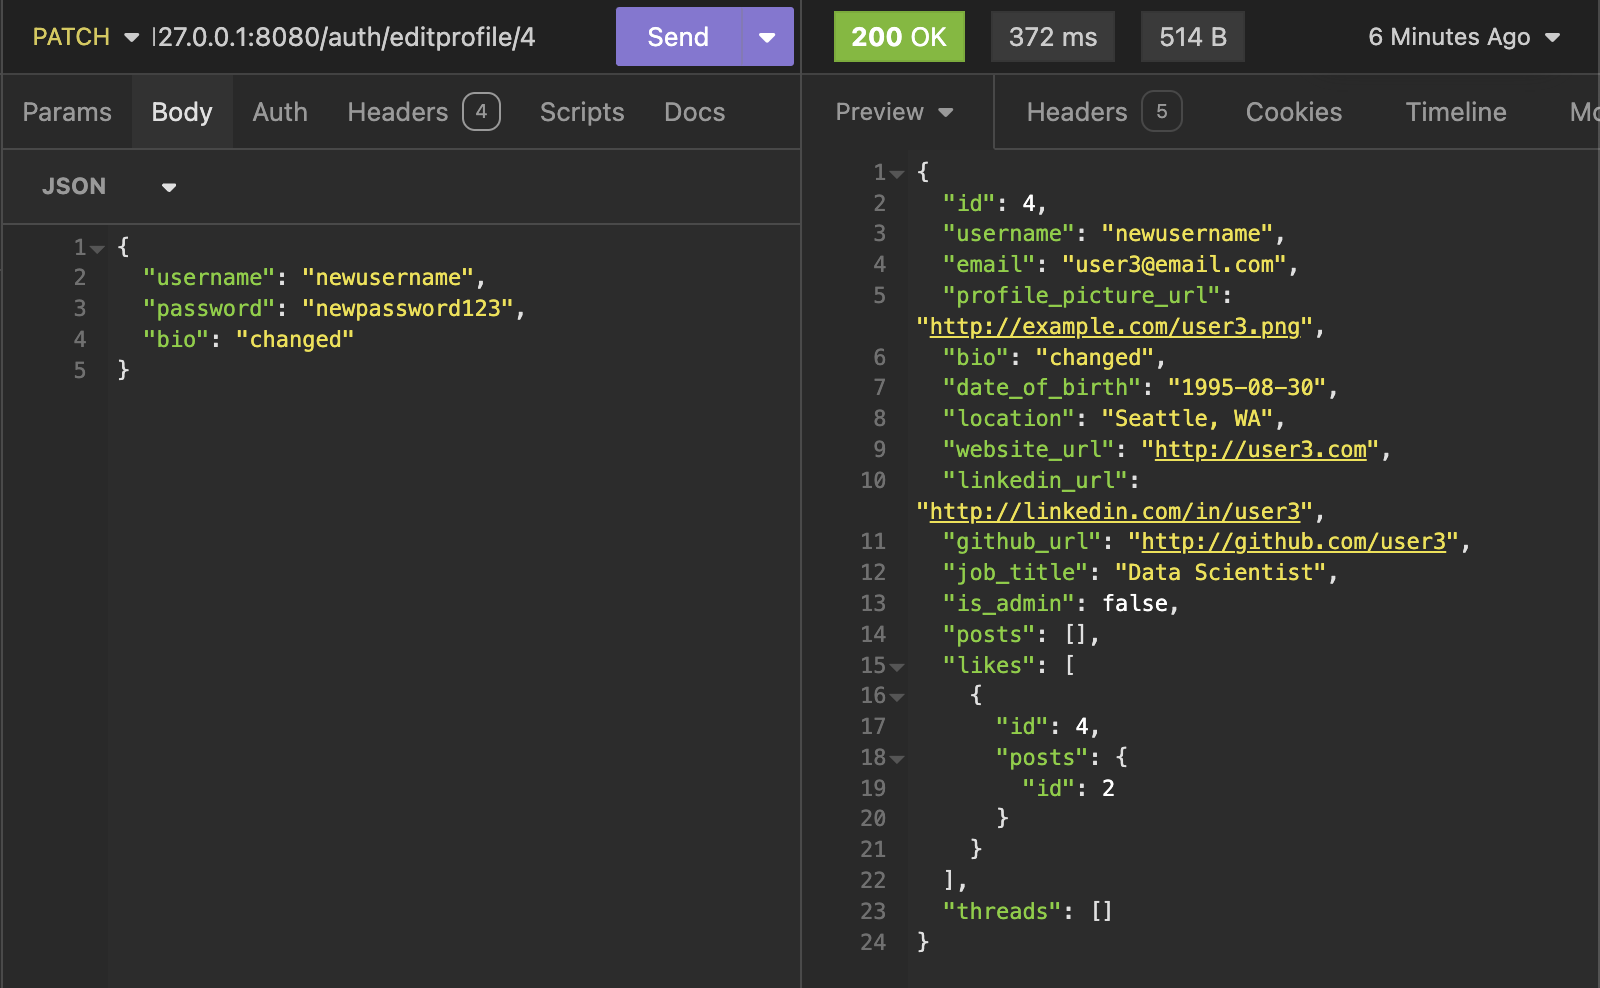 PATCH 127.0.0.1:8080/auth/editprofile/4 Send
200 OK 372 ms 514 B 6 Minutes Ago
Params Body Auth Headers 4 Scripts Docs
Preview Headers 5 Cookies Timeline
JSON
1 {
2 "username": "newusername",
3 "password": "newpassword123",
4 "bio": "changed"
5 }
1 {
2 "id": 4,
3 "username": "newusername",
4 "email": "user3@email.com",
5 "profile_picture_url":
"http://example.com/user3.png",
6 "bio": "changed",
7 "date_of_birth": "1995-08-30",
8 "location": "Seattle, WA",
9 "website_url": "http://user3.com",
10 "linkedin_url":
"http://linkedin.com/in/user3",
11 "github_url": "http://github.com/user3",
12 "job_title": "Data Scientist",
13 "is_admin": false,
14 "posts": [],
15 "likes": [
16 {
17 "id": 4,
18 "posts": {
19 "id": 2
20 }
21 }
22 ],
23 "threads": []
24 }